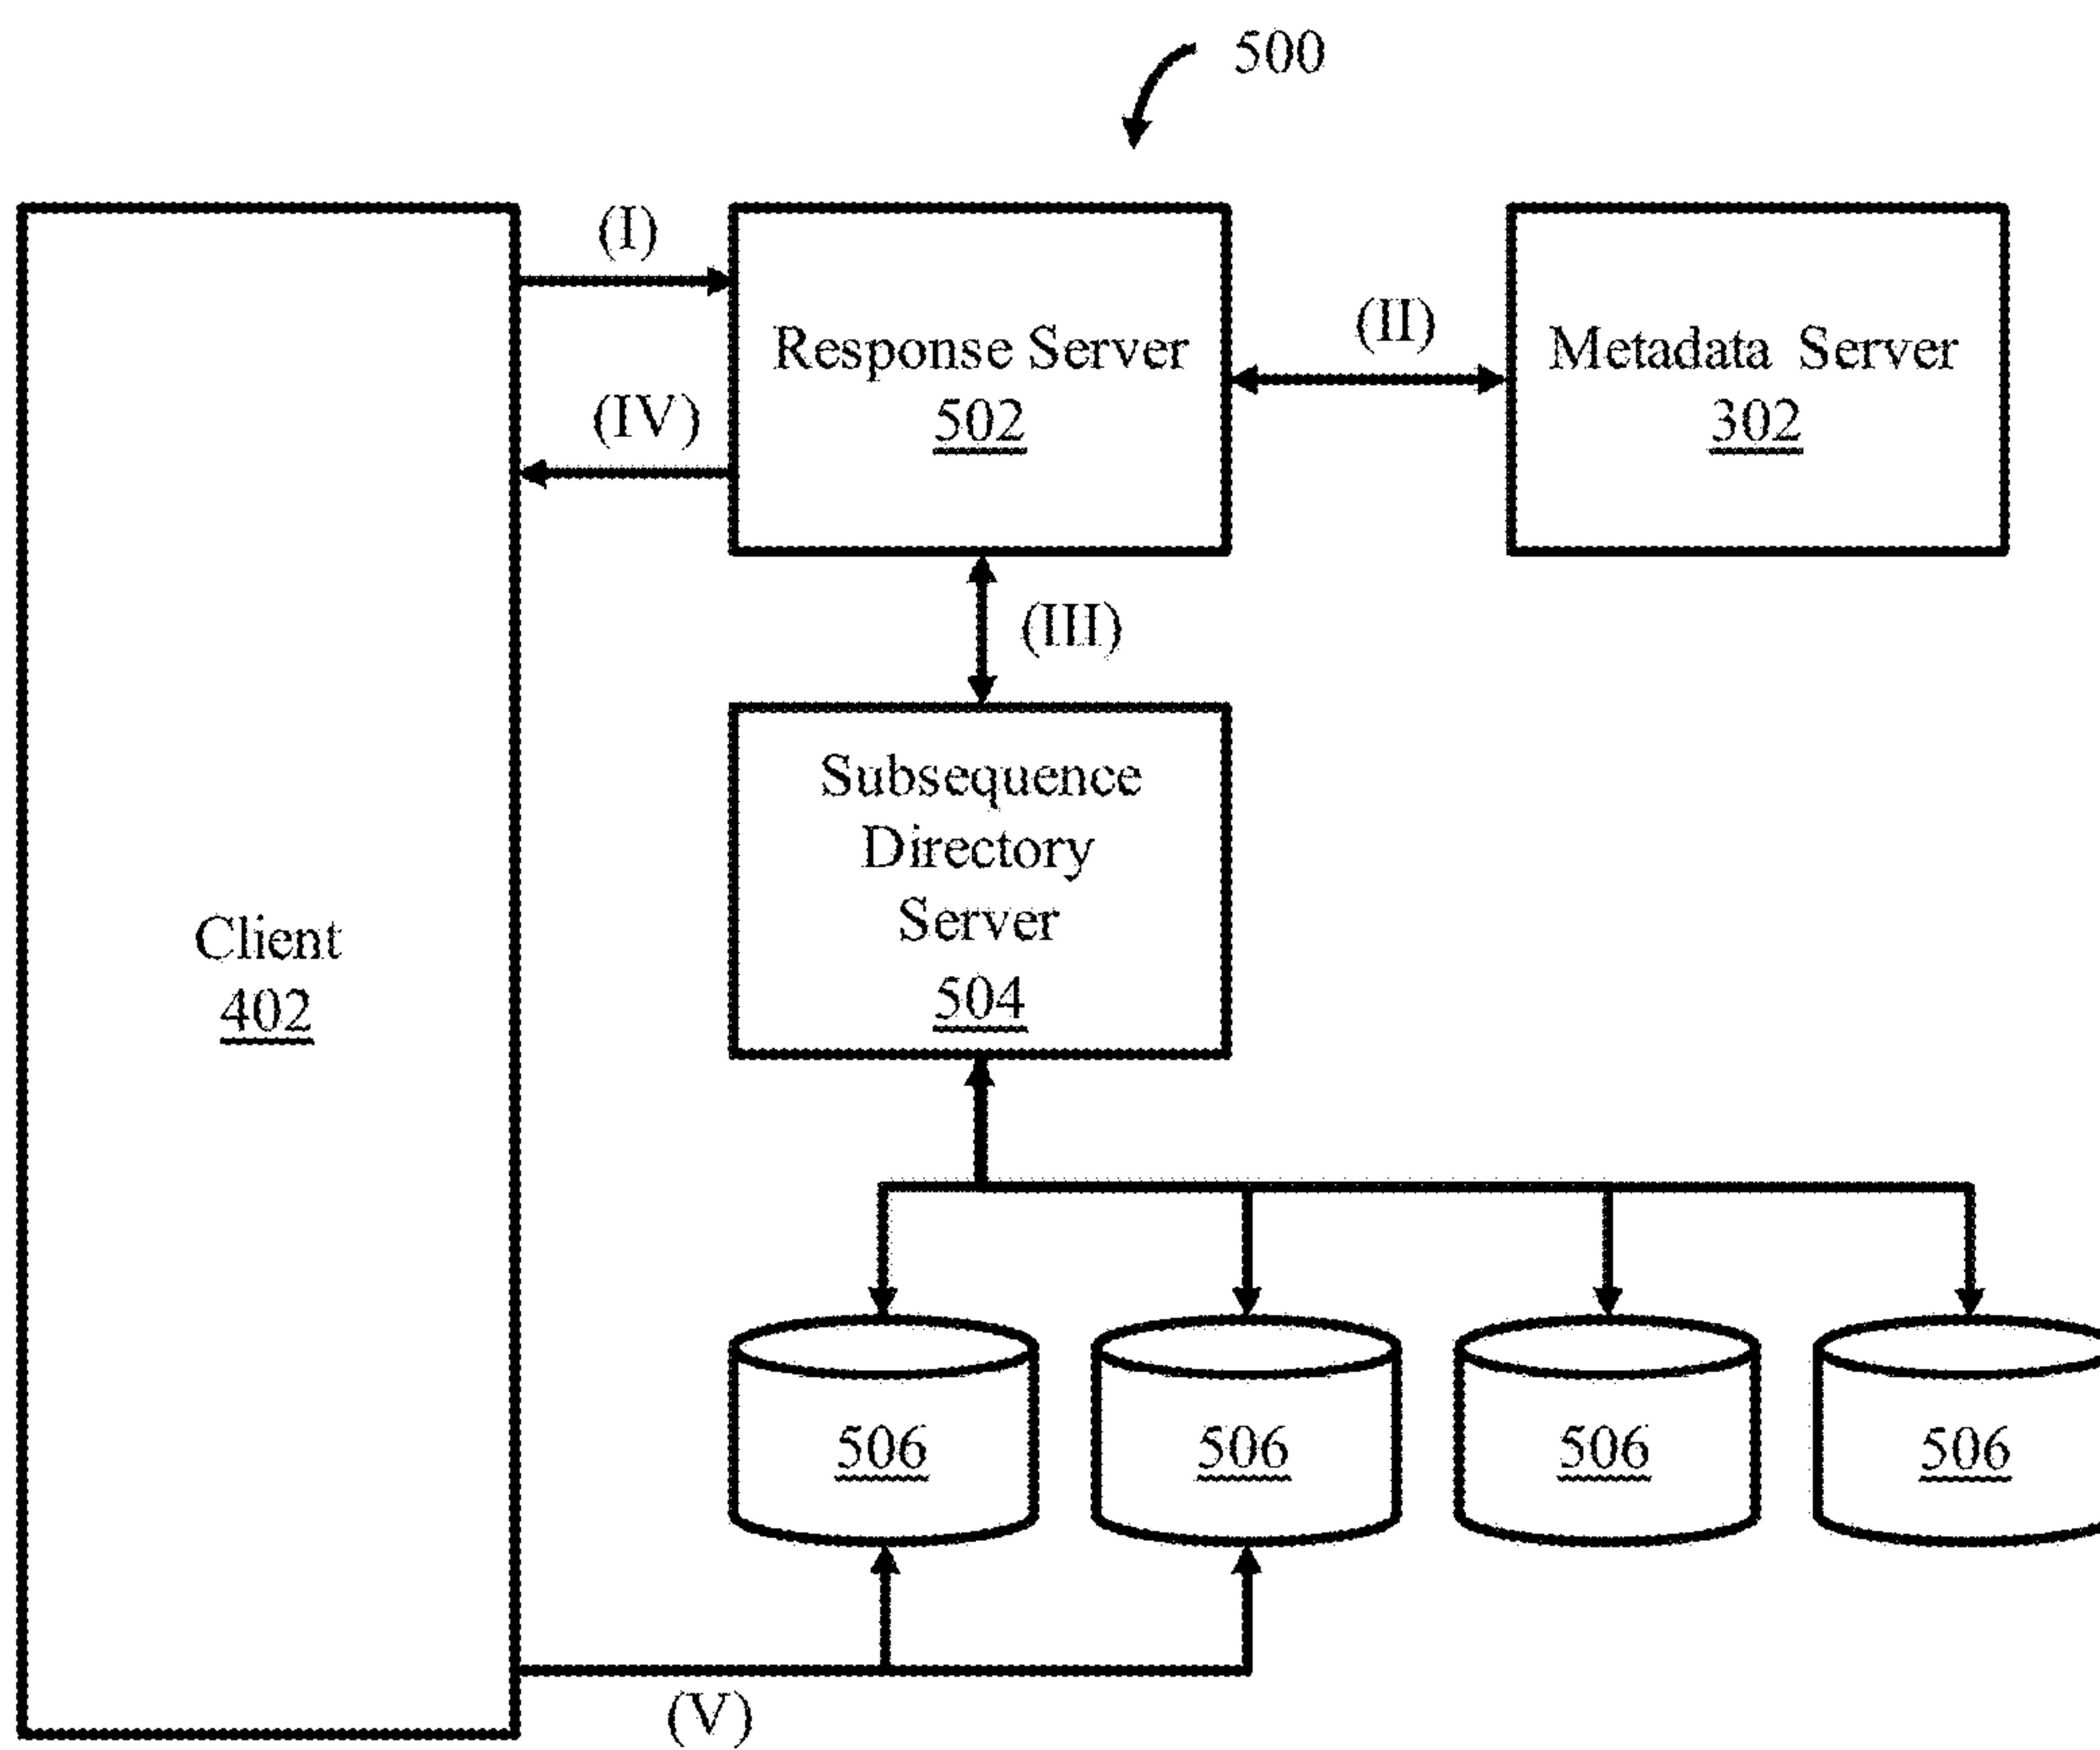 500
(I)
Response Server
502
(II)
Metadata Server
302
(IV)
(III)
Subsequence
Directory
Server
504
Client
402
506
506
506
506
(V)